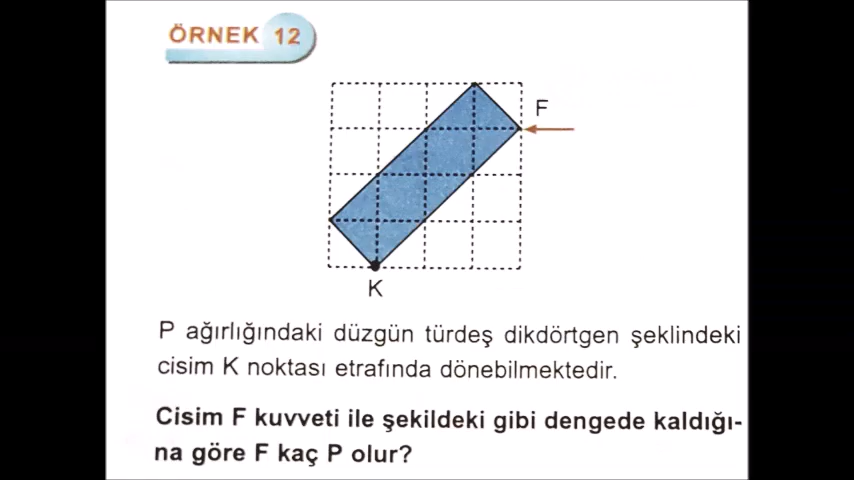 ÖRNEK 12
F
K
P ağırlığındaki düzgün türdeş dikdörtgen şeklindeki
cisim K noktası etrafında dönebilmektedir.
Cisim F kuvveti ile şekildeki gibi dengede kaldığı-
na göre F kaç P olur?